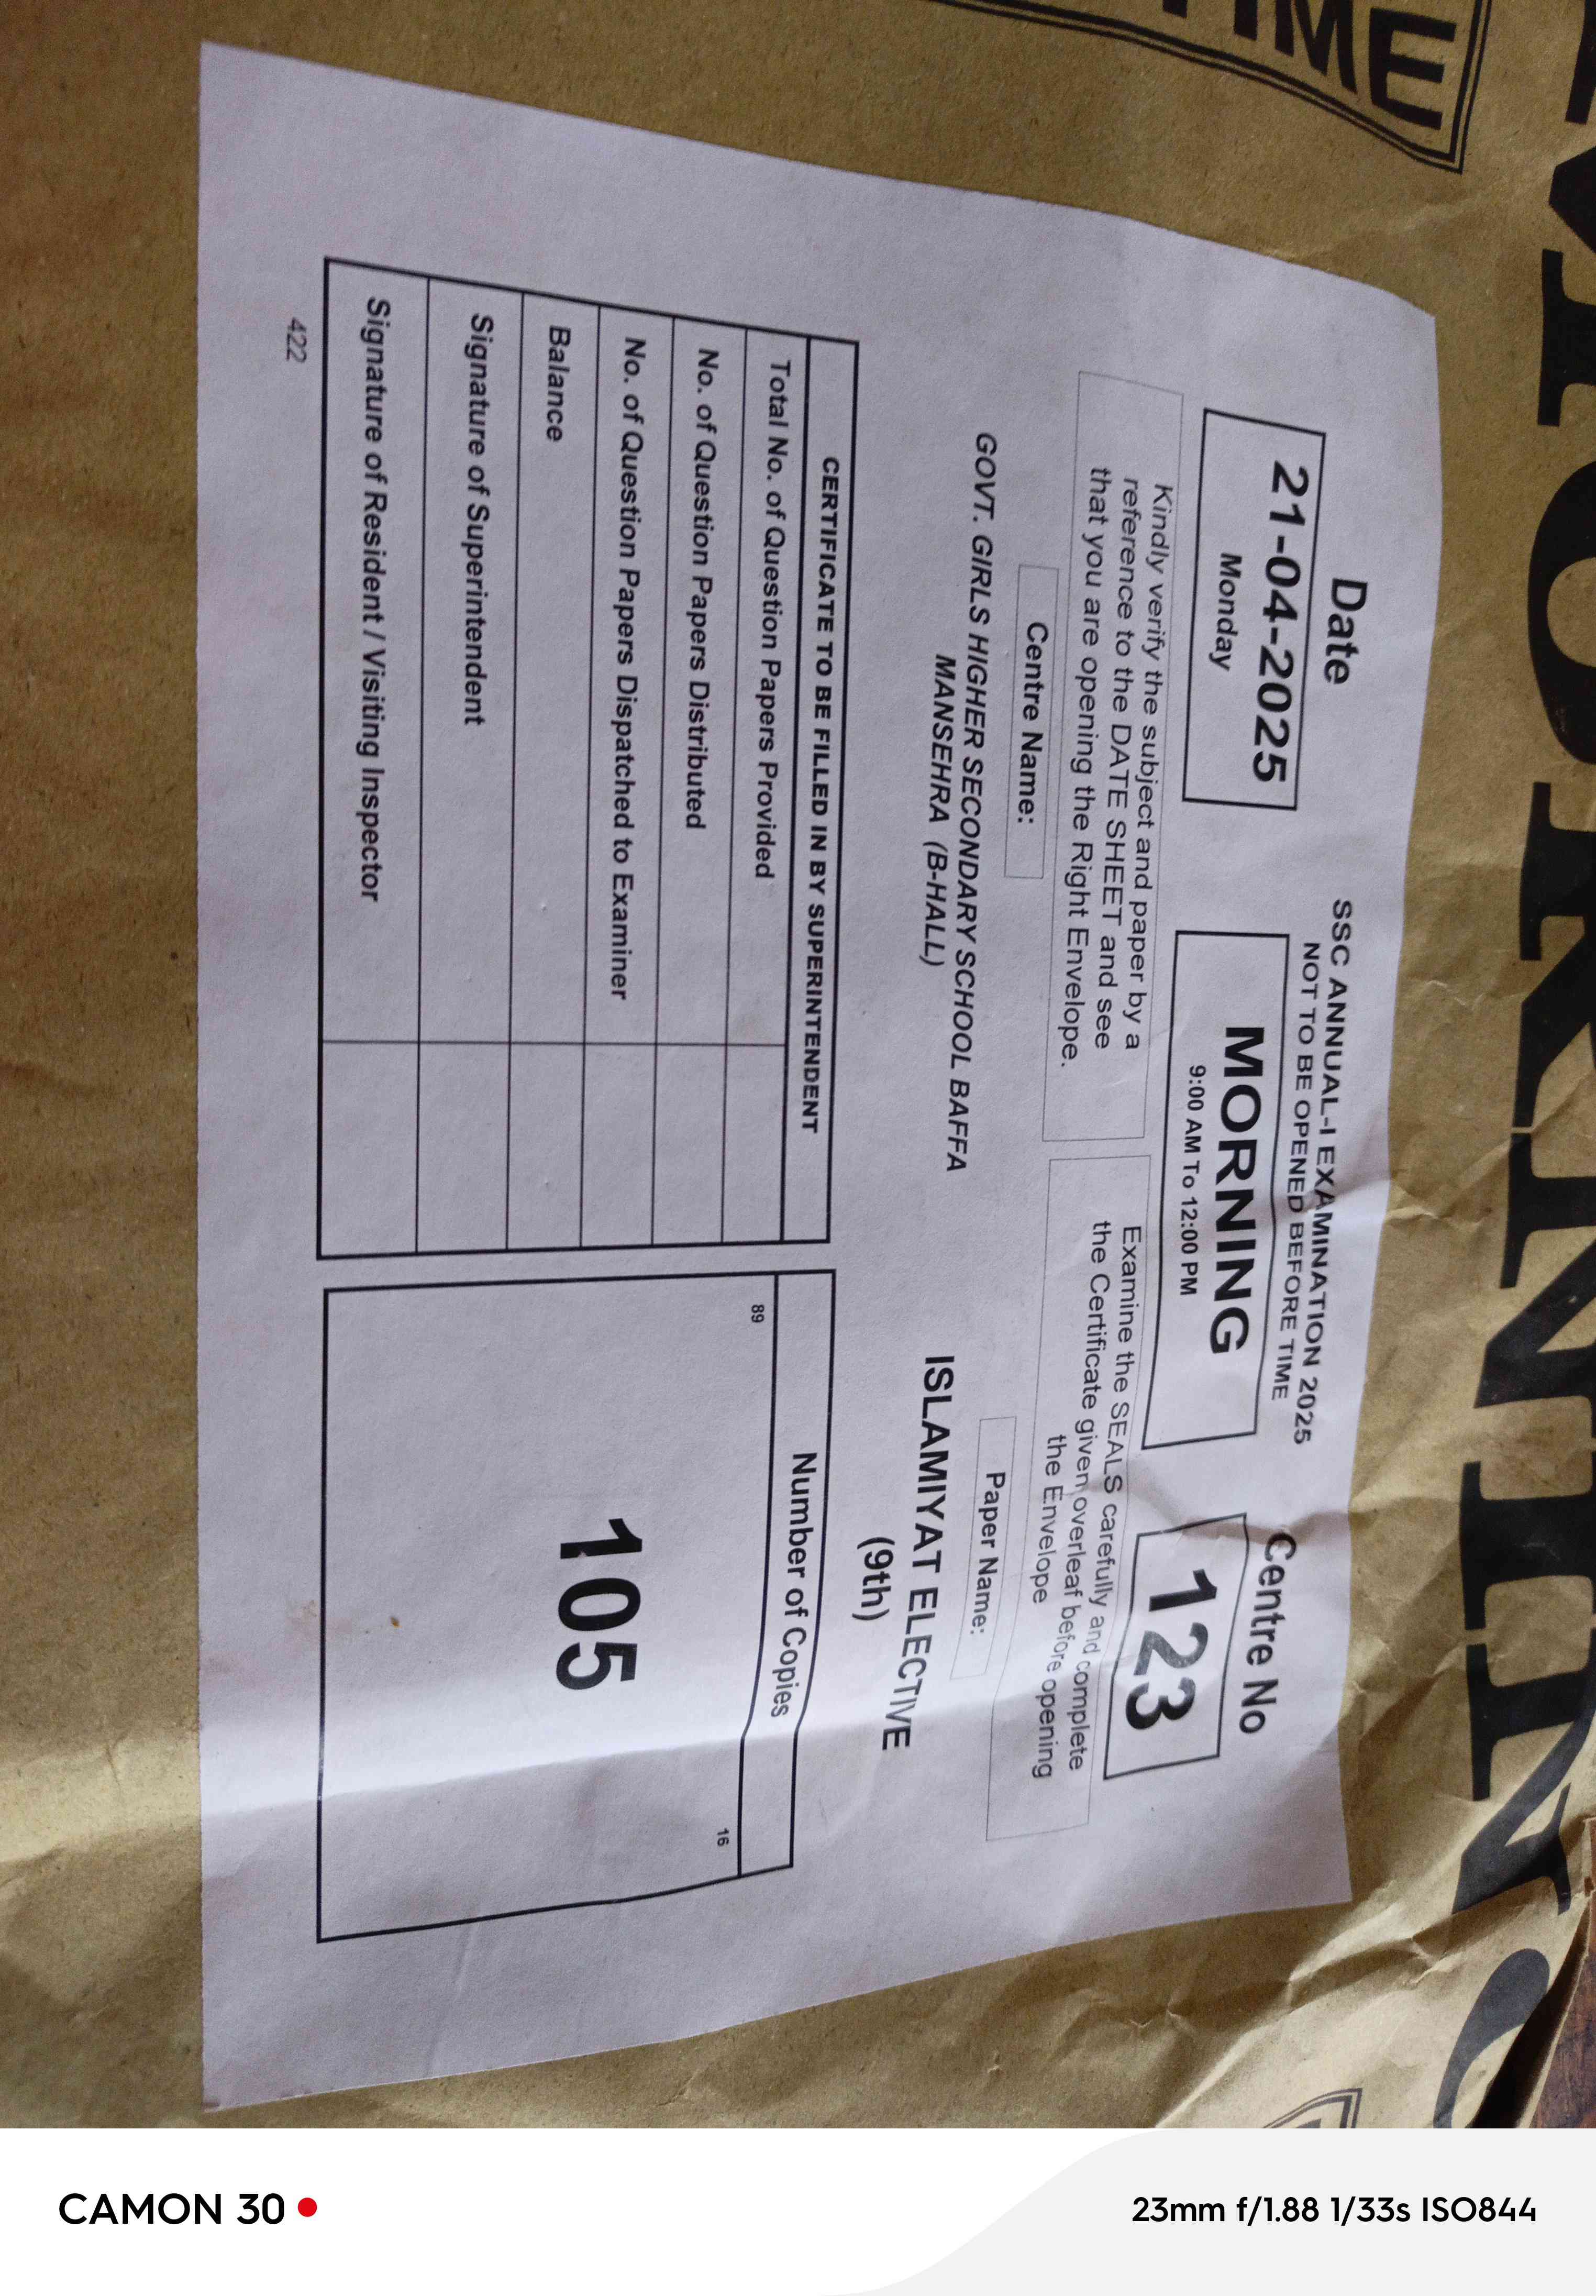 TIME
MORNING
SSC ANNUAL-I EXAMINATION 2025
NOT TO BE OPENED BEFORE TIME
Date
21-04-2025
Monday
MORNING
9:00 AM To 12:00 PM
Centre No
123
Kindly verify the subject and paper by a
reference to the DATE SHEET and see
that you are opening the Right Envelope.
Examine the SEALS carefully and complete
the Certificate given overleaf before opening
the Envelope
Centre Name:
GOVT. GIRLS HIGHER SECONDARY SCHOOL BAFFA
MANSEHRA (B-HALL)
Paper Name:
ISLAMIYAT ELECTIVE
(9th)
CERTIFICATE TO BE FILLED IN BY SUPERINTENDENT
Total No. of Question Papers Provided
No. of Question Papers Distributed
No. of Question Papers Dispatched to Examiner
Balance
Signature of Superintendent
Signature of Resident / Visiting Inspector
Number of Copies
89
16
105
422
CAMON 30
23mm f/1.88 1/33s ISO844